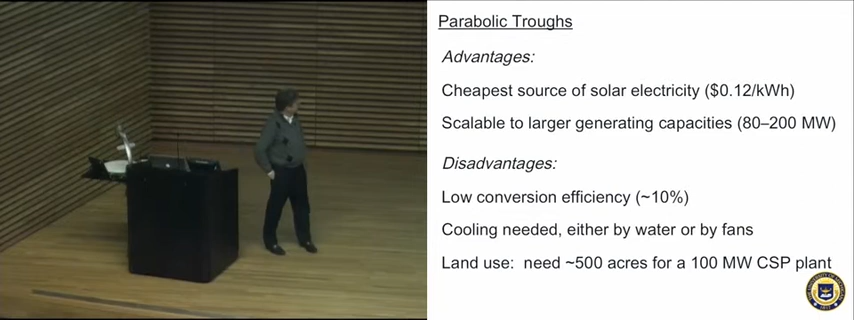 Parabolic Troughs
Advantages:
Cheapest source of solar electricity ($0.12/kWh)
Scalable to larger generating capacities (80–200 MW)
Disadvantages:
Low conversion efficiency (~10%)
Cooling needed, either by water or by fans
Land use:  need ~500 acres for a 100 MW CSP plant